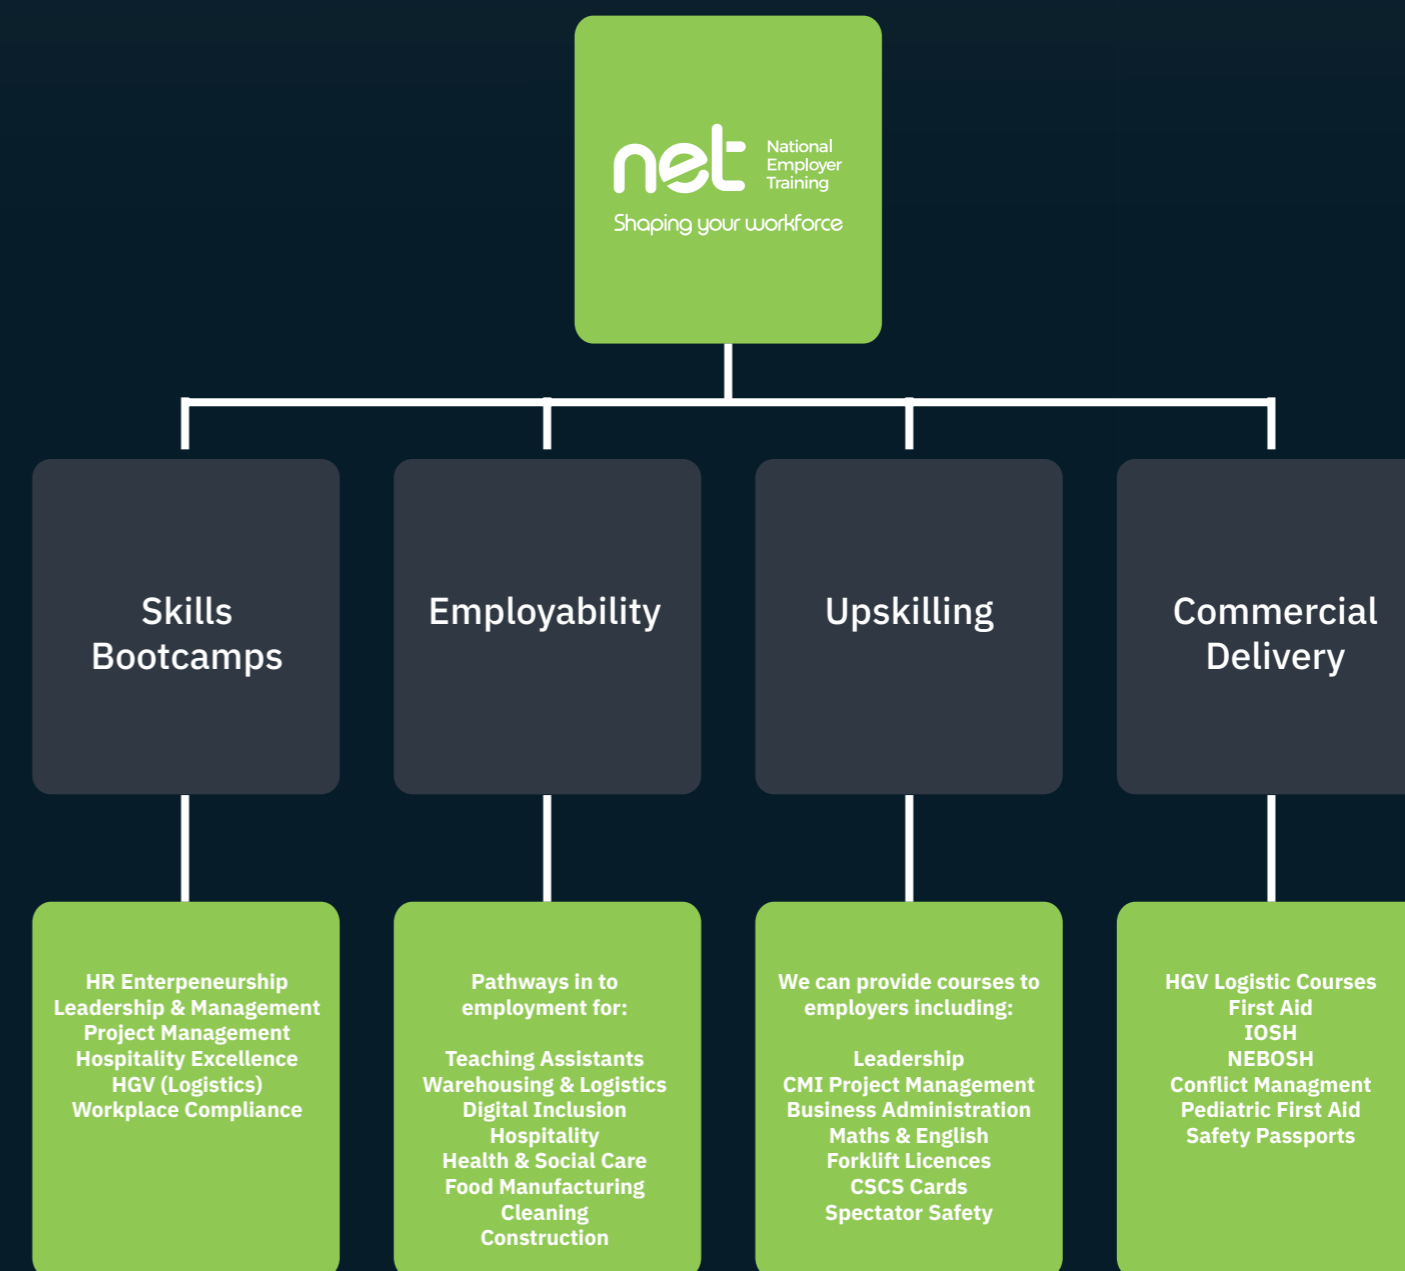 net
National
Employer
Training
Shaping your workforce
Skills
Bootcamps
Employability
Upskilling
Commercial
Delivery
HR Enterpeneurship
Leadership & Management
Project Management
Hospitality Excellence
HGV (Logistics)
Workplace Compliance
Pathways in to
employment for:
Teaching Assistants
Warehousing & Logistics
Digital Inclusion
Hospitality
Health & Social Care
Food Manufacturing
Cleaning
Construction
We can provide courses to
employers including:
Leadership
CMI Project Management
Business Administration
Maths & English
Forklift Licences
CSCS Cards
Spectator Safety
HGV Logistic Courses
First Aid
IOSH
NEBOSH
Conflict Managment
Pediatric First Aid
Safety Passports